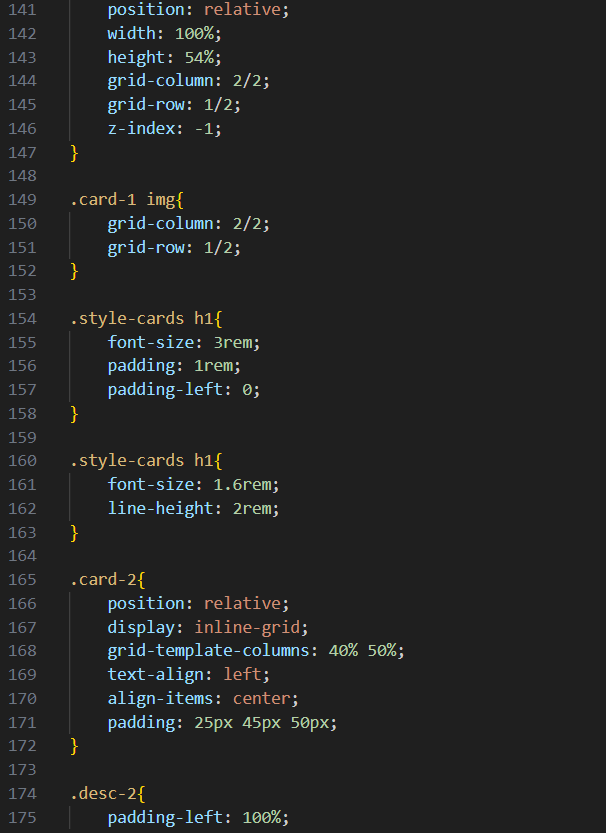 141 position: relative;
142 width: 100%;
143 height: 54%;
144 grid-column: 2/2;
145 grid-row: 1/2;
146 z-index: -1;
147 }
148
149 .card-1 img{
150 grid-column: 2/2;
151 grid-row: 1/2;
152 }
153
154 .style-cards h1{
155 font-size: 3rem;
156 padding: 1rem;
157 padding-left: 0;
158 }
159
160 .style-cards h1{
161 font-size: 1.6rem;
162 line-height: 2rem;
163 }
164
165 .card-2{
166 position: relative;
167 display: inline-grid;
168 grid-template-columns: 40% 50%;
169 text-align: left;
170 align-items: center;
171 padding: 25px 45px 50px;
172 }
173
174 .desc-2{
175 padding-left: 100%;